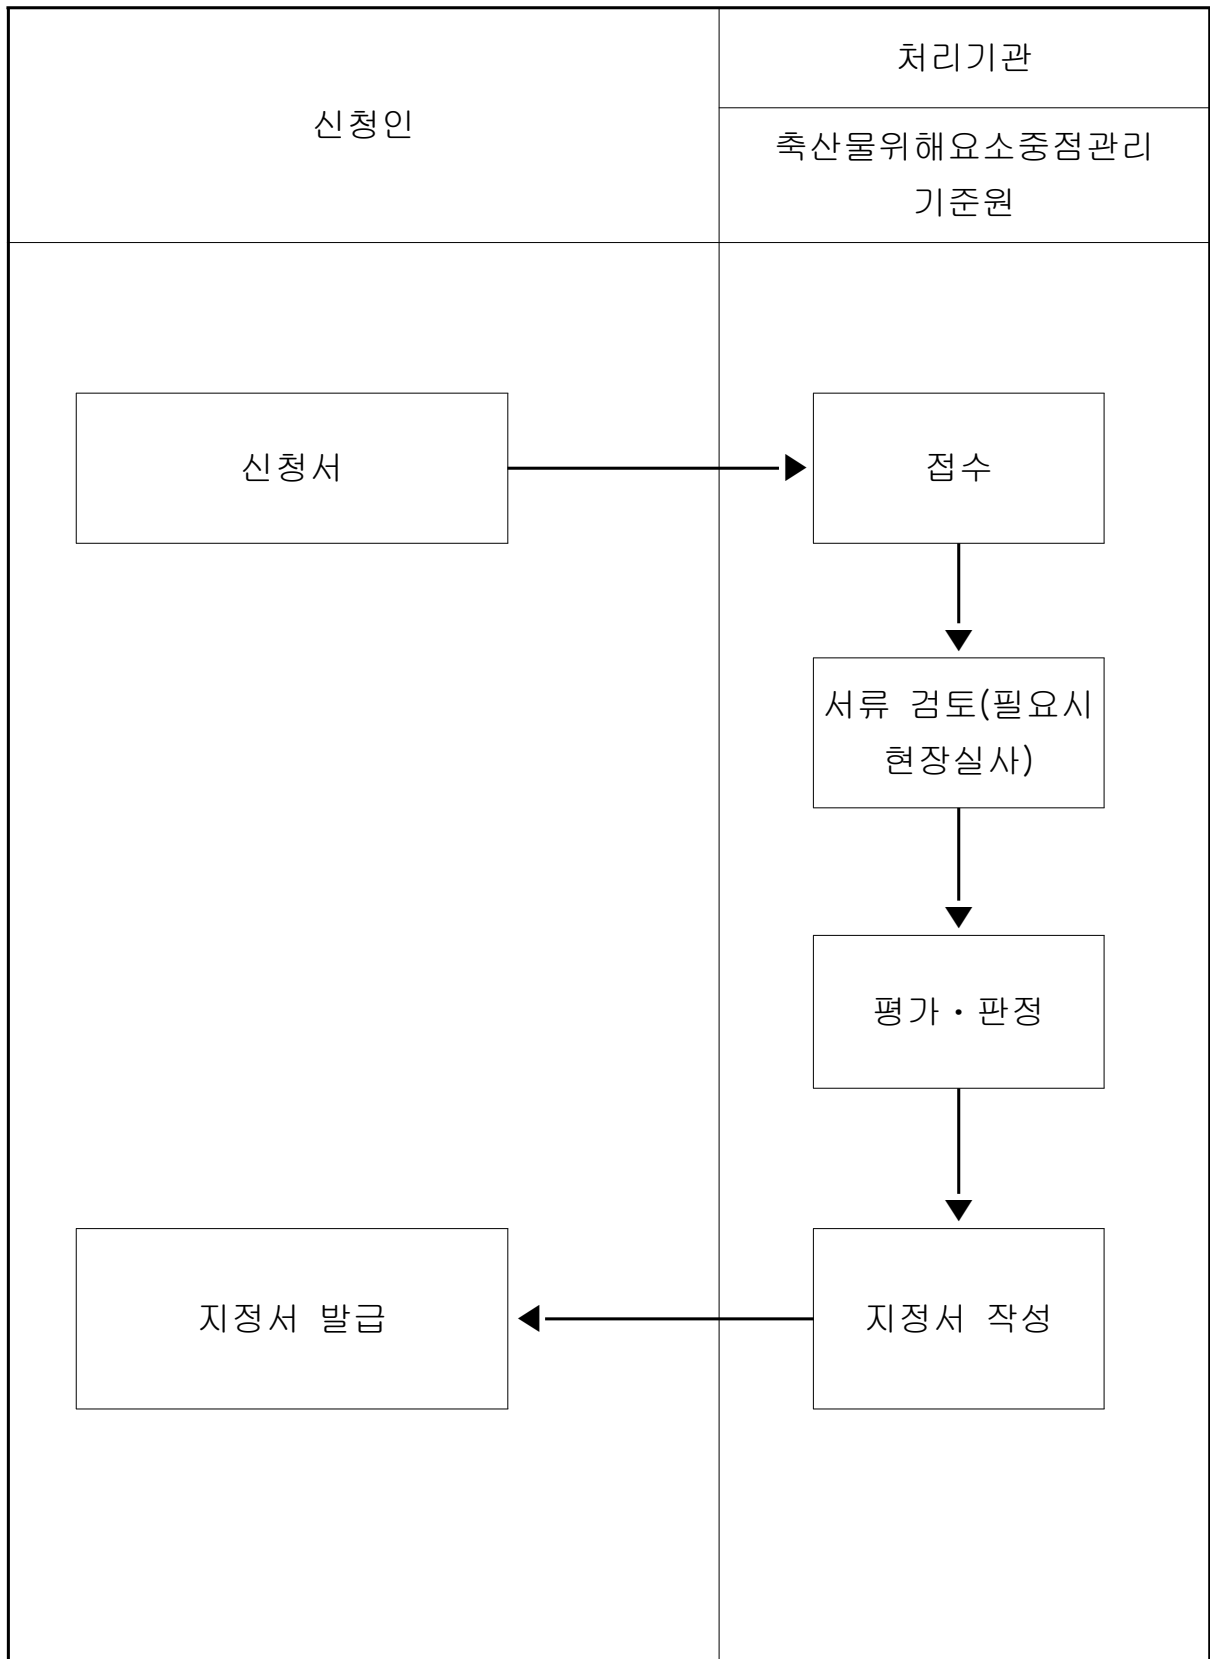 신청인
처리기관
축산물위해요소중점관리
기준원
신청서
접수
서류 검토(필요시
현장실사)
평가·판정
지정서 발급
지정서 작성